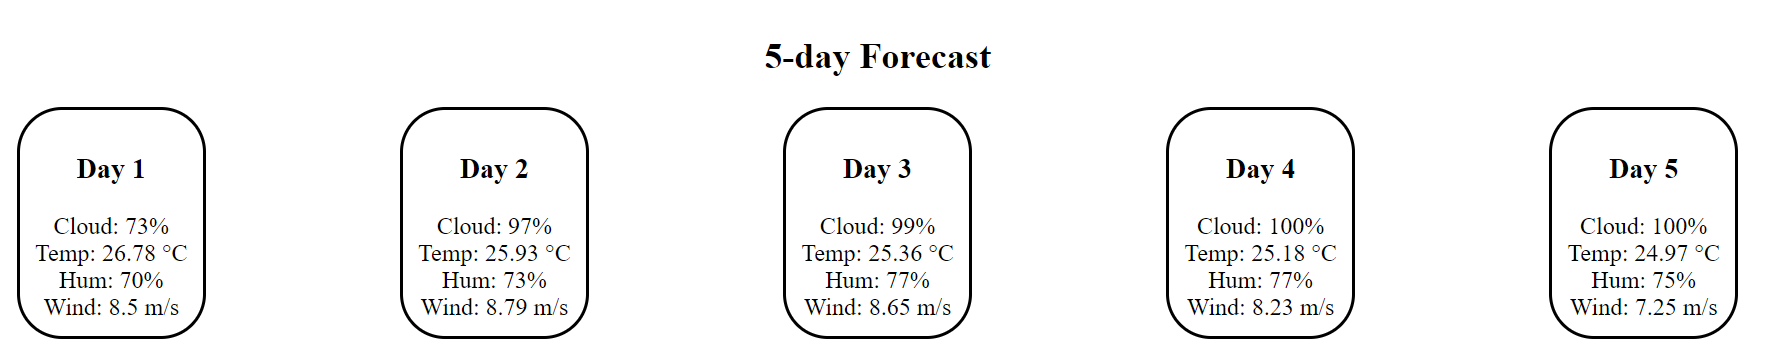 5-day Forecast
Day 1
Cloud: 73%
Temp: 26.78 °C
Hum: 70%
Wind: 8.5 m/s
Day 2
Cloud: 97%
Temp: 25.93 °C
Hum: 73%
Wind: 8.79 m/s
Day 3
Cloud: 99%
Temp: 25.36 °C
Hum: 77%
Wind: 8.65 m/s
Day 4
Cloud: 100%
Temp: 25.18 °C
Hum: 77%
Wind: 8.23 m/s
Day 5
Cloud: 100%
Temp: 24.97 °C
Hum: 75%
Wind: 7.25 m/s